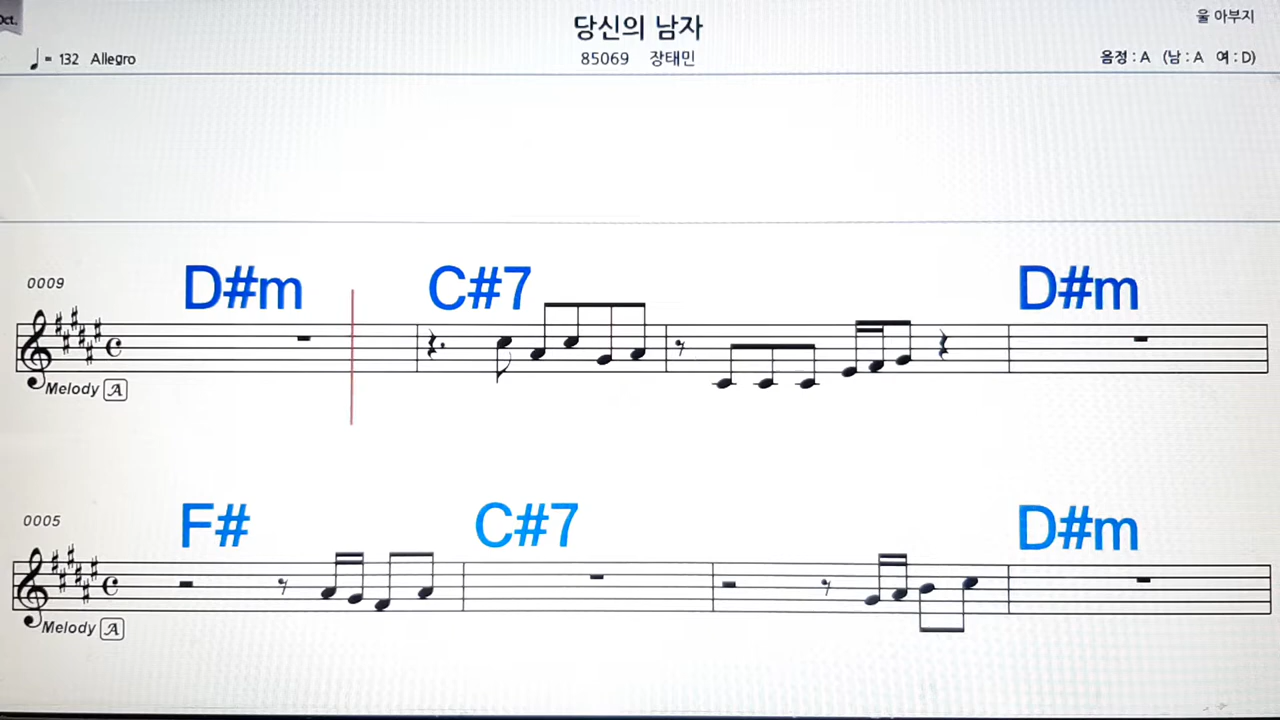 Oct.
당신의 남자
울 아부지
♩ = 132 Allegro
85069 장태민
음정 : A (남 : A 여 : D)
D#m C#7 D#m
0009
Melody A
F# C#7 D#m
0005
Melody A